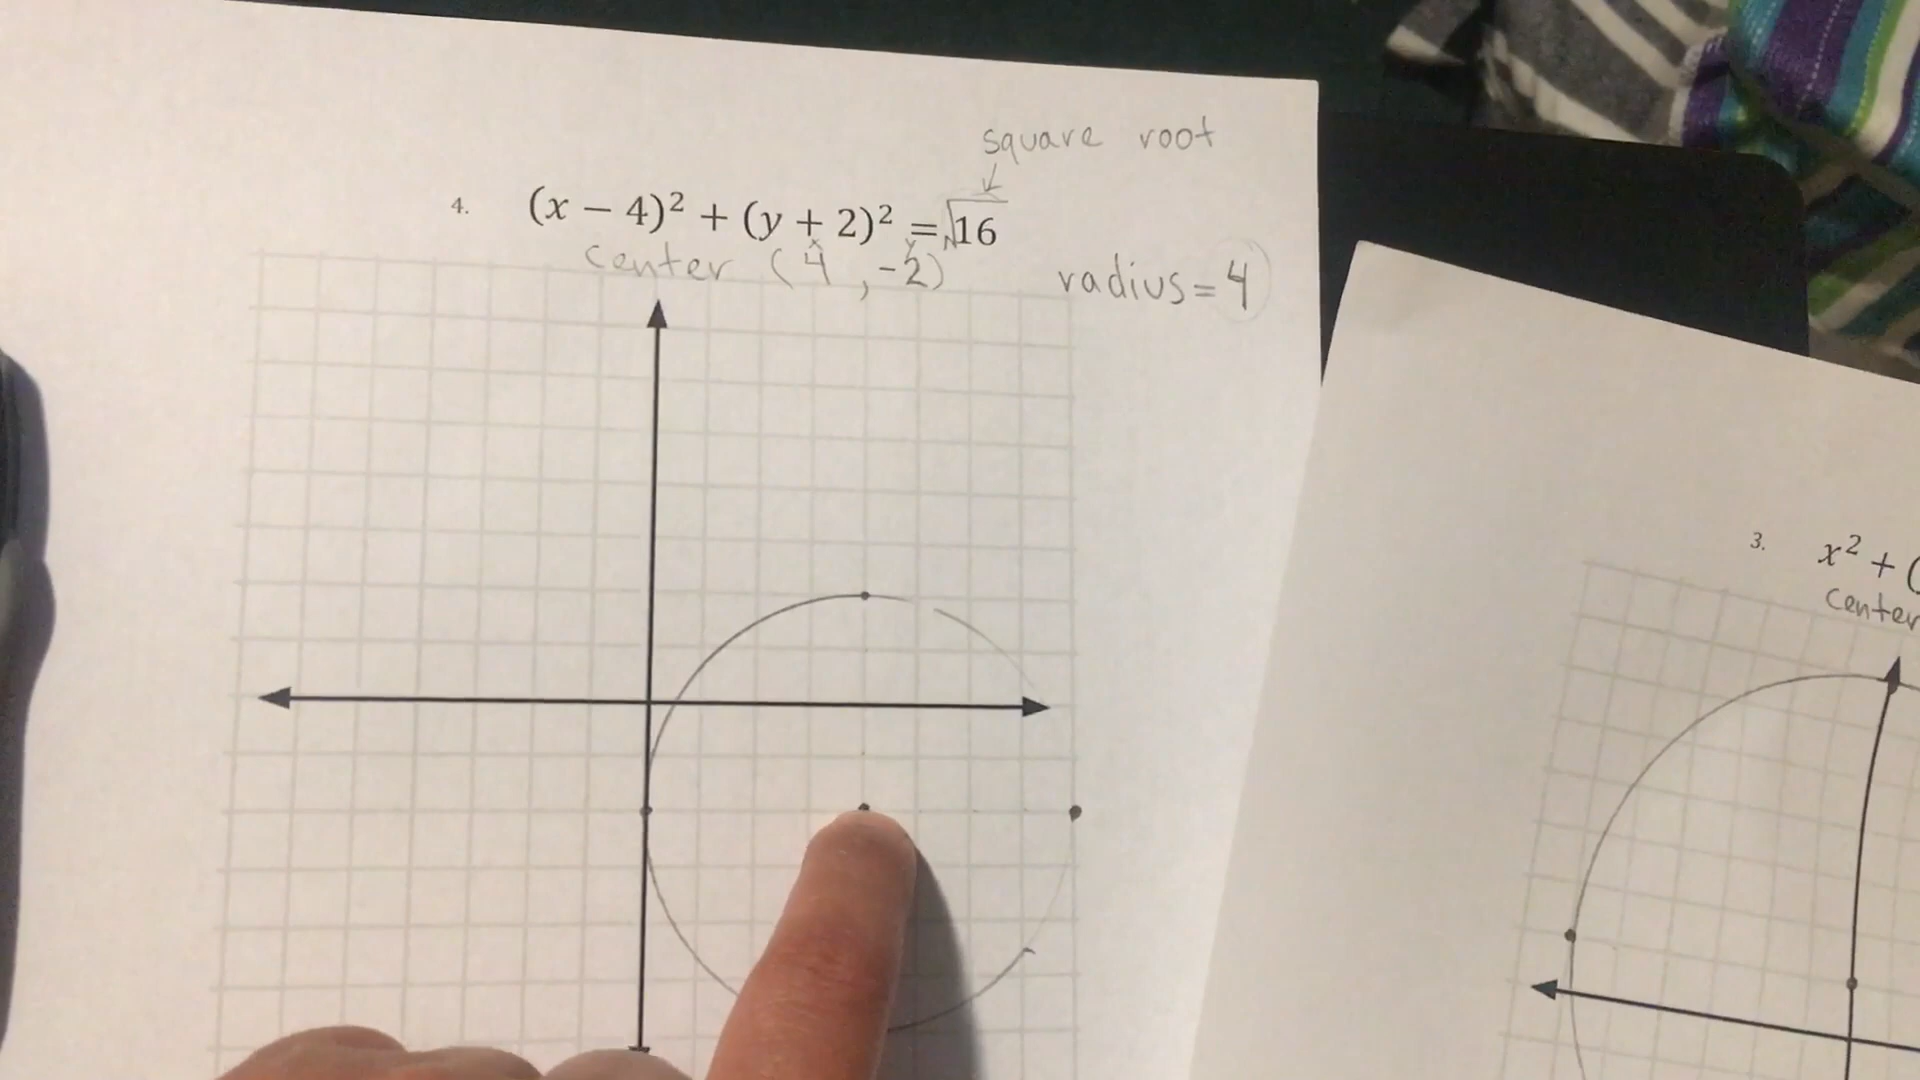 square root
4. (x − 4)² + (y + 2)² = √16
x y
center (4, -2)
radius = 4
3. x² + (
center